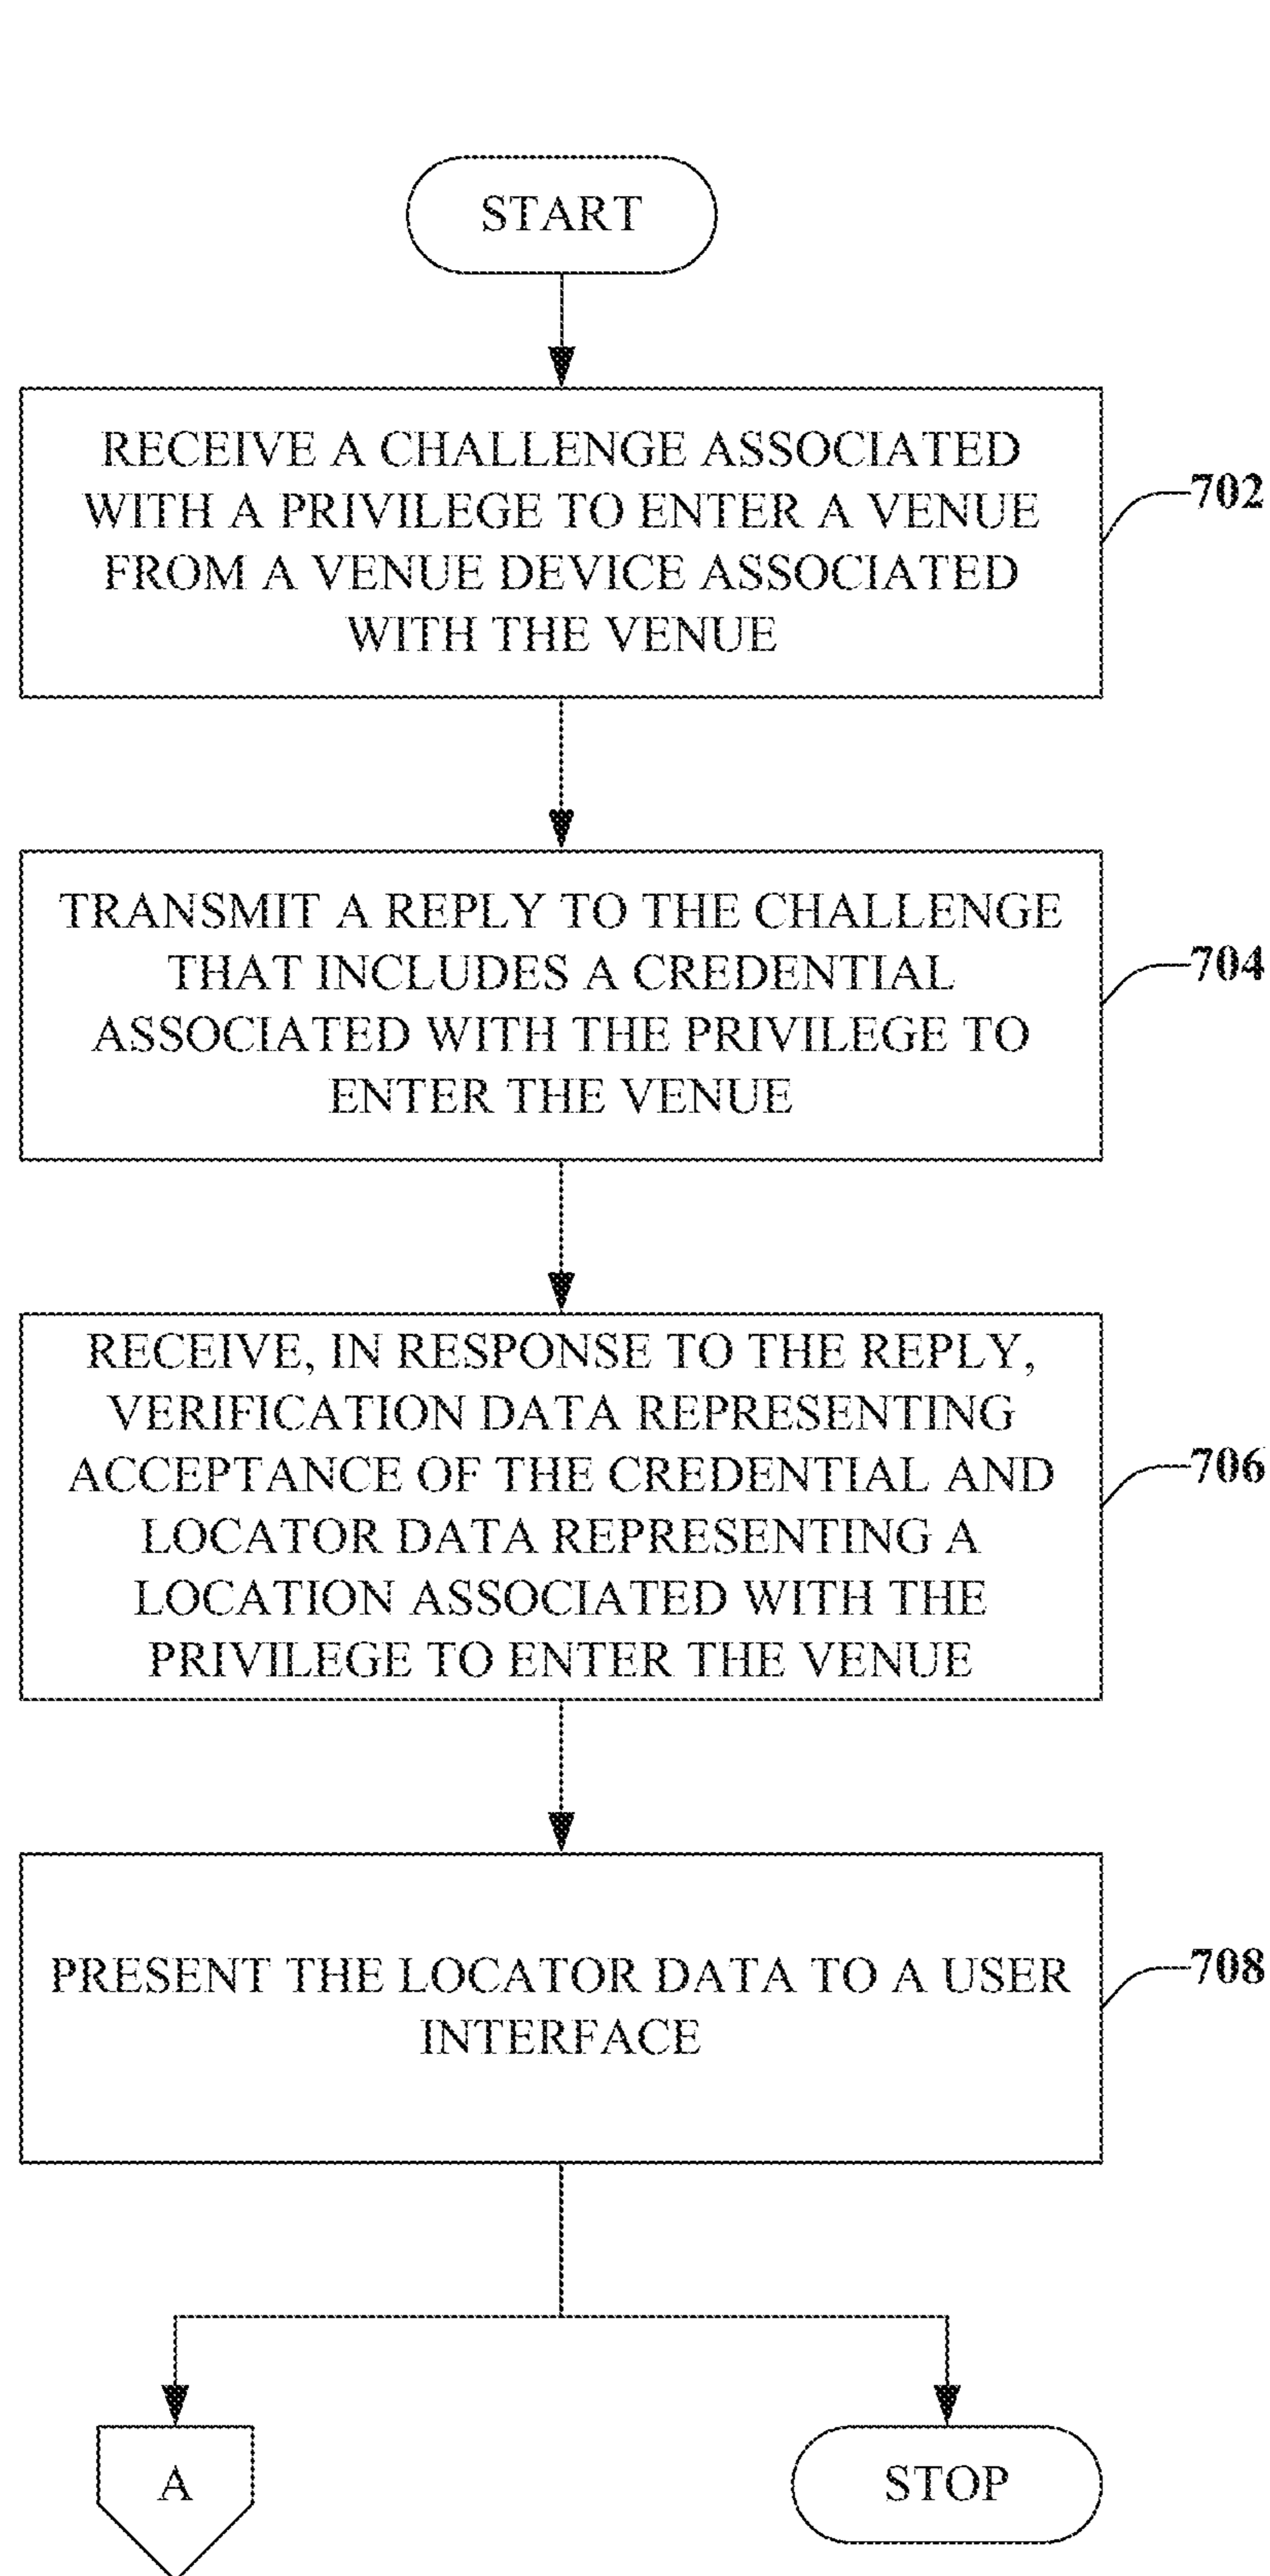 START
RECEIVE A CHALLENGE ASSOCIATED
WITH A PRIVILEGE TO ENTER A VENUE
FROM A VENUE DEVICE ASSOCIATED
WITH THE VENUE
702
TRANSMIT A REPLY TO THE CHALLENGE
THAT INCLUDES A CREDENTIAL
ASSOCIATED WITH THE PRIVILEGE TO
ENTER THE VENUE
704
RECEIVE, IN RESPONSE TO THE REPLY,
VERIFICATION DATA REPRESENTING
ACCEPTANCE OF THE CREDENTIAL AND
LOCATOR DATA REPRESENTING A
LOCATION ASSOCIATED WITH THE
PRIVILEGE TO ENTER THE VENUE
706
PRESENT THE LOCATOR DATA TO A USER
INTERFACE
708
A
STOP